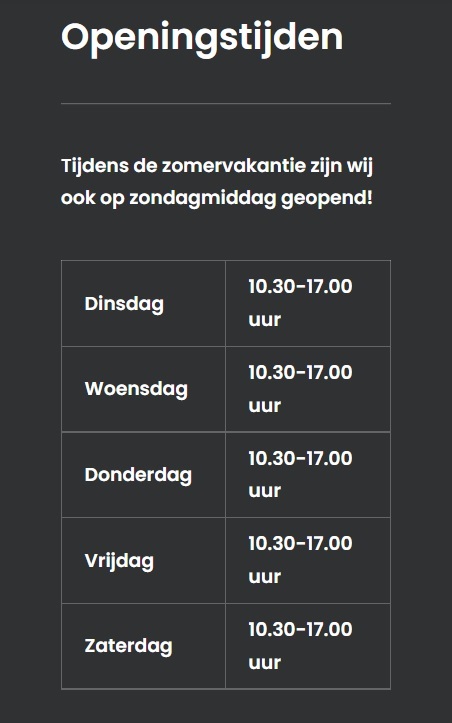 Openingstijden
Tijdens de zomervakantie zijn wij
ook op zondagmiddag geopend!
Dinsdag
10.30-17.00
uur
Woensdag
10.30-17.00
uur
Donderdag
10.30-17.00
uur
Vrijdag
10.30-17.00
uur
Zaterdag
10.30-17.00
uur